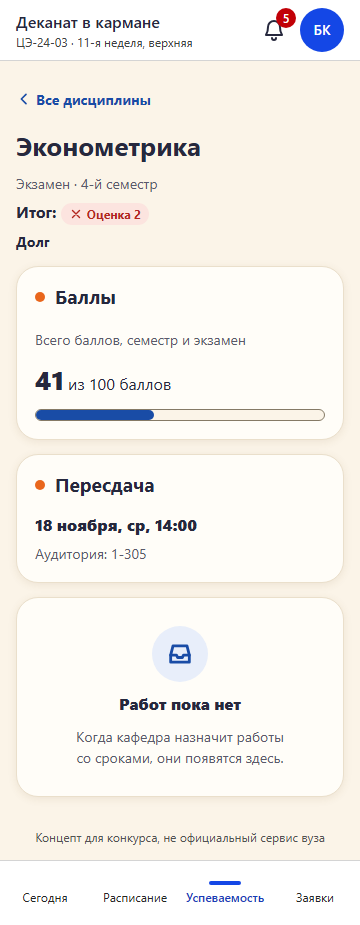 Деканат в кармане
ЦЭ-24-03 · 11-я неделя, верхняя
5
БК
Все дисциплины
Эконометрика
Экзамен · 4-й семестр
Итог: Оценка 2
Долг
Баллы
Всего баллов, семестр и экзамен
41 из 100 баллов
Пересдача
18 ноября, ср, 14:00
Аудитория: 1-305
Работ пока нет
Когда кафедра назначит работы
со сроками, они появятся здесь.
Концепт для конкурса, не официальный сервис вуза
Сегодня
Расписание
Успеваемость
Заявки